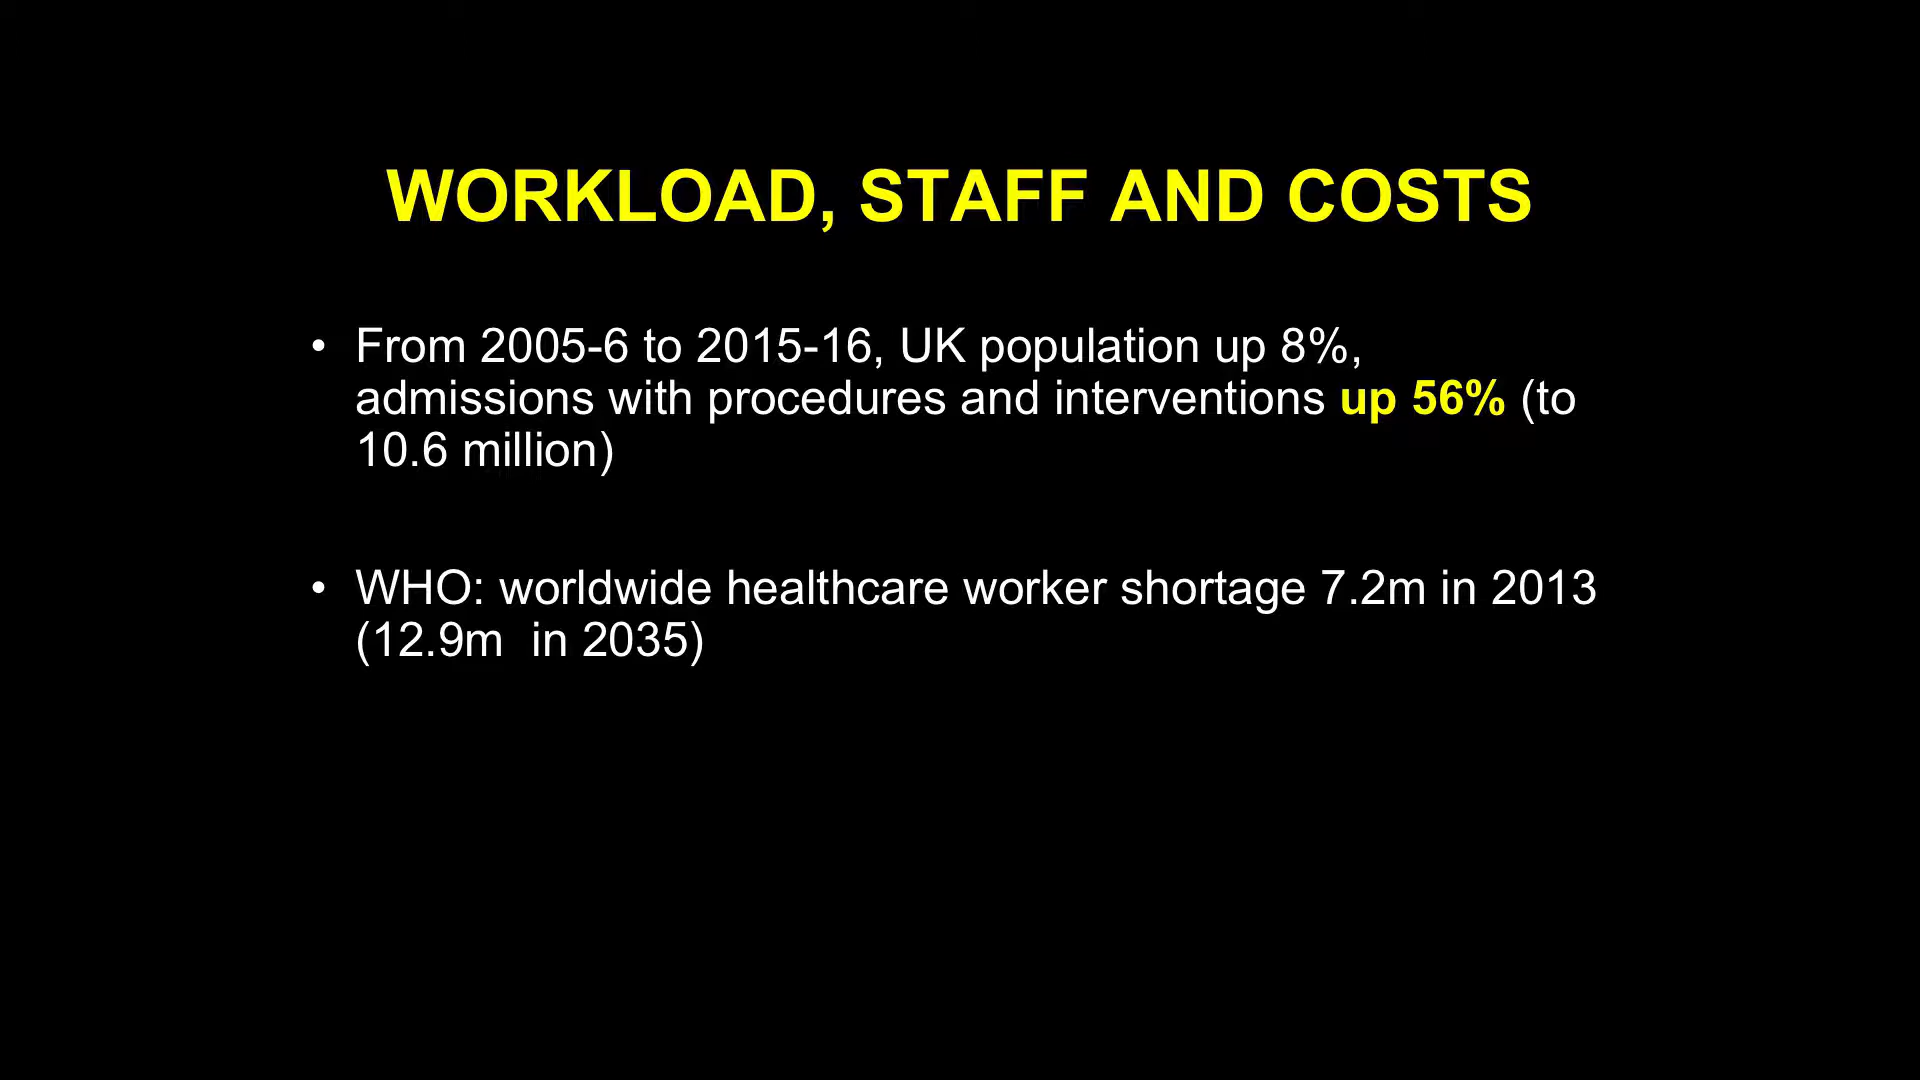 WORKLOAD, STAFF AND COSTS
• From 2005-6 to 2015-16, UK population up 8%,
admissions with procedures and interventions up 56% (to
10.6 million)
• WHO: worldwide healthcare worker shortage 7.2m in 2013
(12.9m  in 2035)